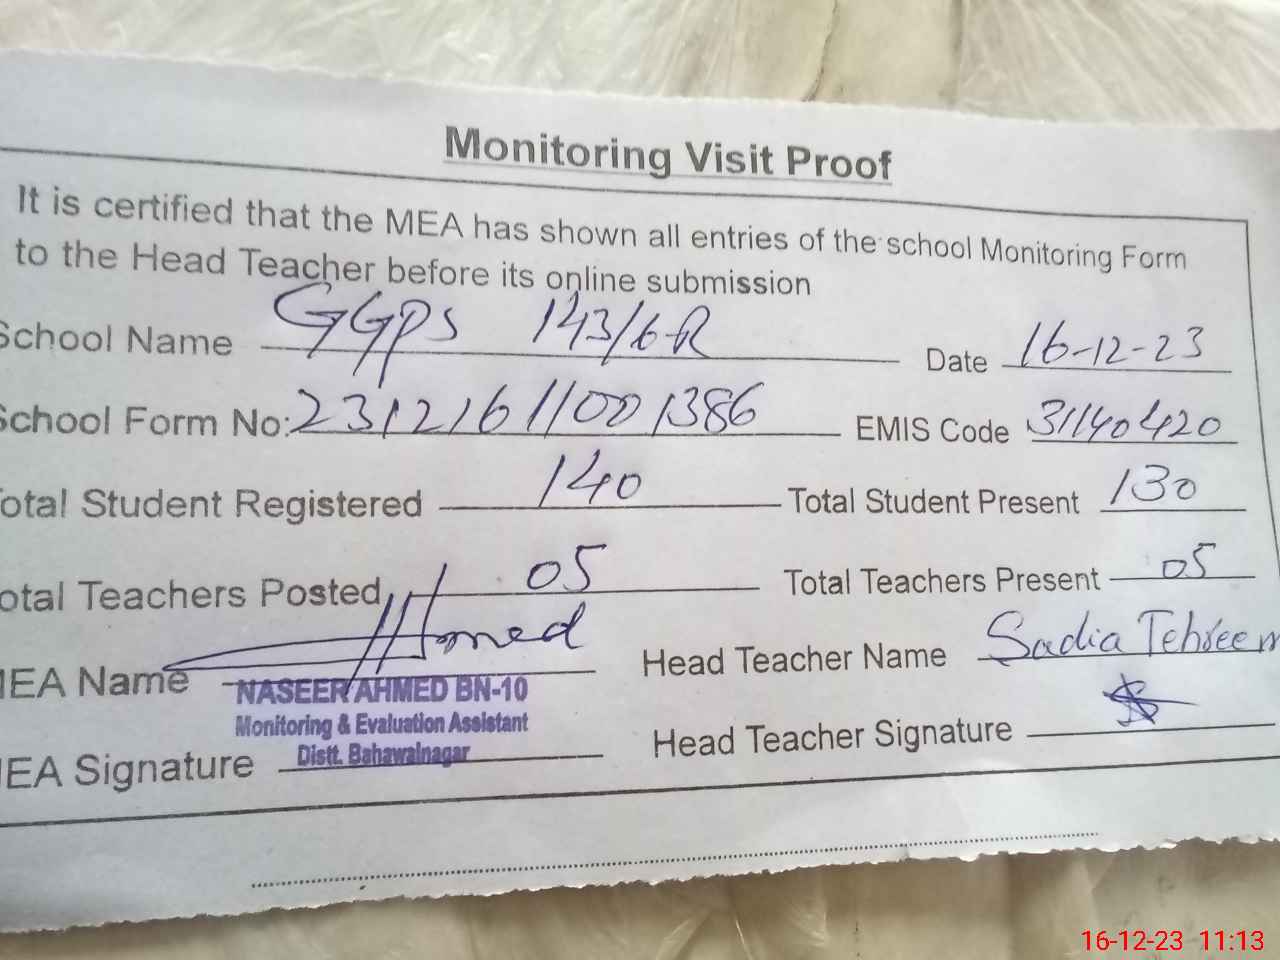 Monitoring Visit Proof
It is certified that the MEA has shown all entries of the school Monitoring Form
to the Head Teacher before its online submission
School Name GGPS 143/6-R Date 16-12-23
School Form No: 23121611001386 EMIS Code 31140420
Total Student Registered 140 Total Student Present 130
Total Teachers Posted 05 Total Teachers Present 05
MEA Name Ahmed Head Teacher Name Sadia Tehreem
NASEER AHMED BN-10
Monitoring & Evaluation Assistant
Distt. Bahawalnagar
MEA Signature Head Teacher Signature
16-12-23 11:13